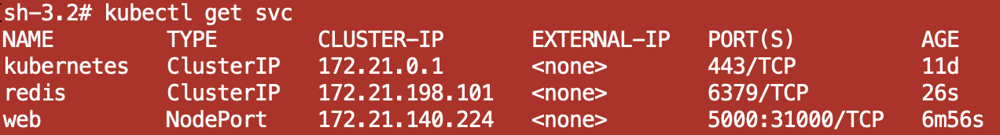 sh-3.2# kubectl get svc
NAME TYPE CLUSTER-IP EXTERNAL-IP PORT(S) AGE
kubernetes ClusterIP 172.21.0.1 <none> 443/TCP 11d
redis ClusterIP 172.21.198.101 <none> 6379/TCP 26s
web NodePort 172.21.140.224 <none> 5000:31000/TCP 6m56s